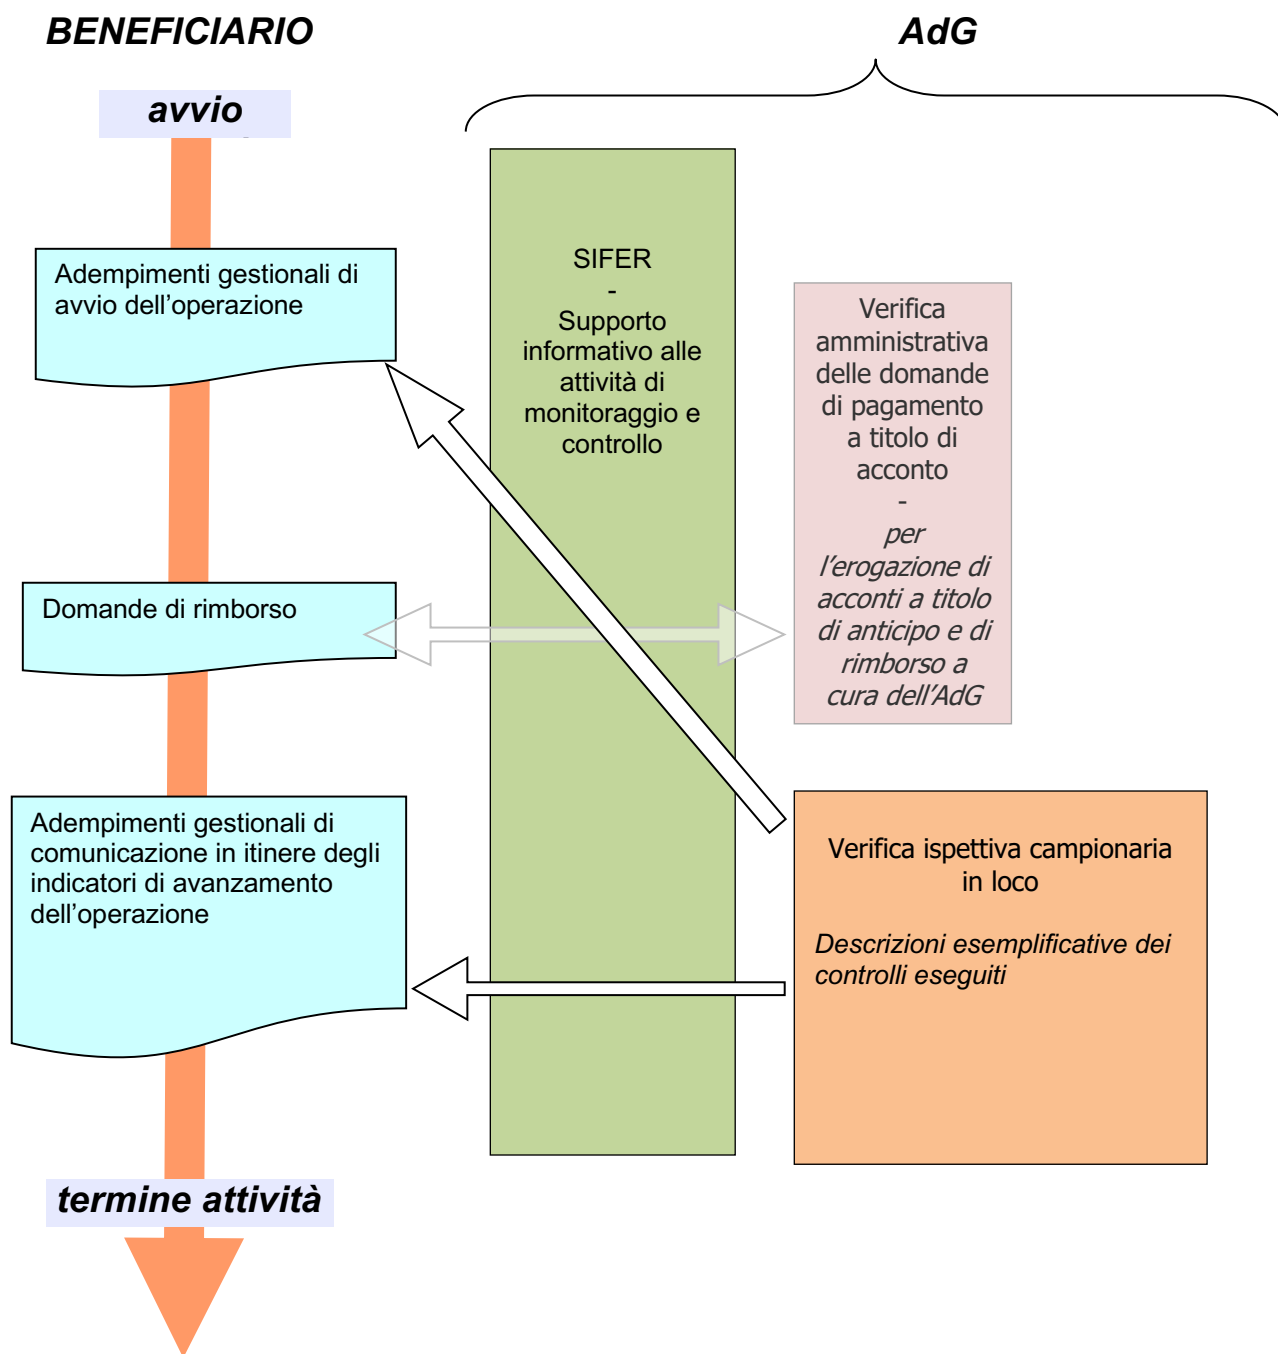 BENEFICIARIO
AdG
avvio
Adempimenti gestionali di
avvio dell’operazione
Domande di rimborso
Adempimenti gestionali di
comunicazione in itinere degli
indicatori di avanzamento
dell’operazione
termine attività
SIFER
-
Supporto
informativo alle
attività di
monitoraggio e
controllo
Verifica
amministrativa
delle domande
di pagamento
a titolo di
acconto
-
per
l’erogazione di
acconti a titolo
di anticipo e di
rimborso a
cura dell’AdG
Verifica ispettiva campionaria
in loco
Descrizioni esemplificative dei
controlli eseguiti